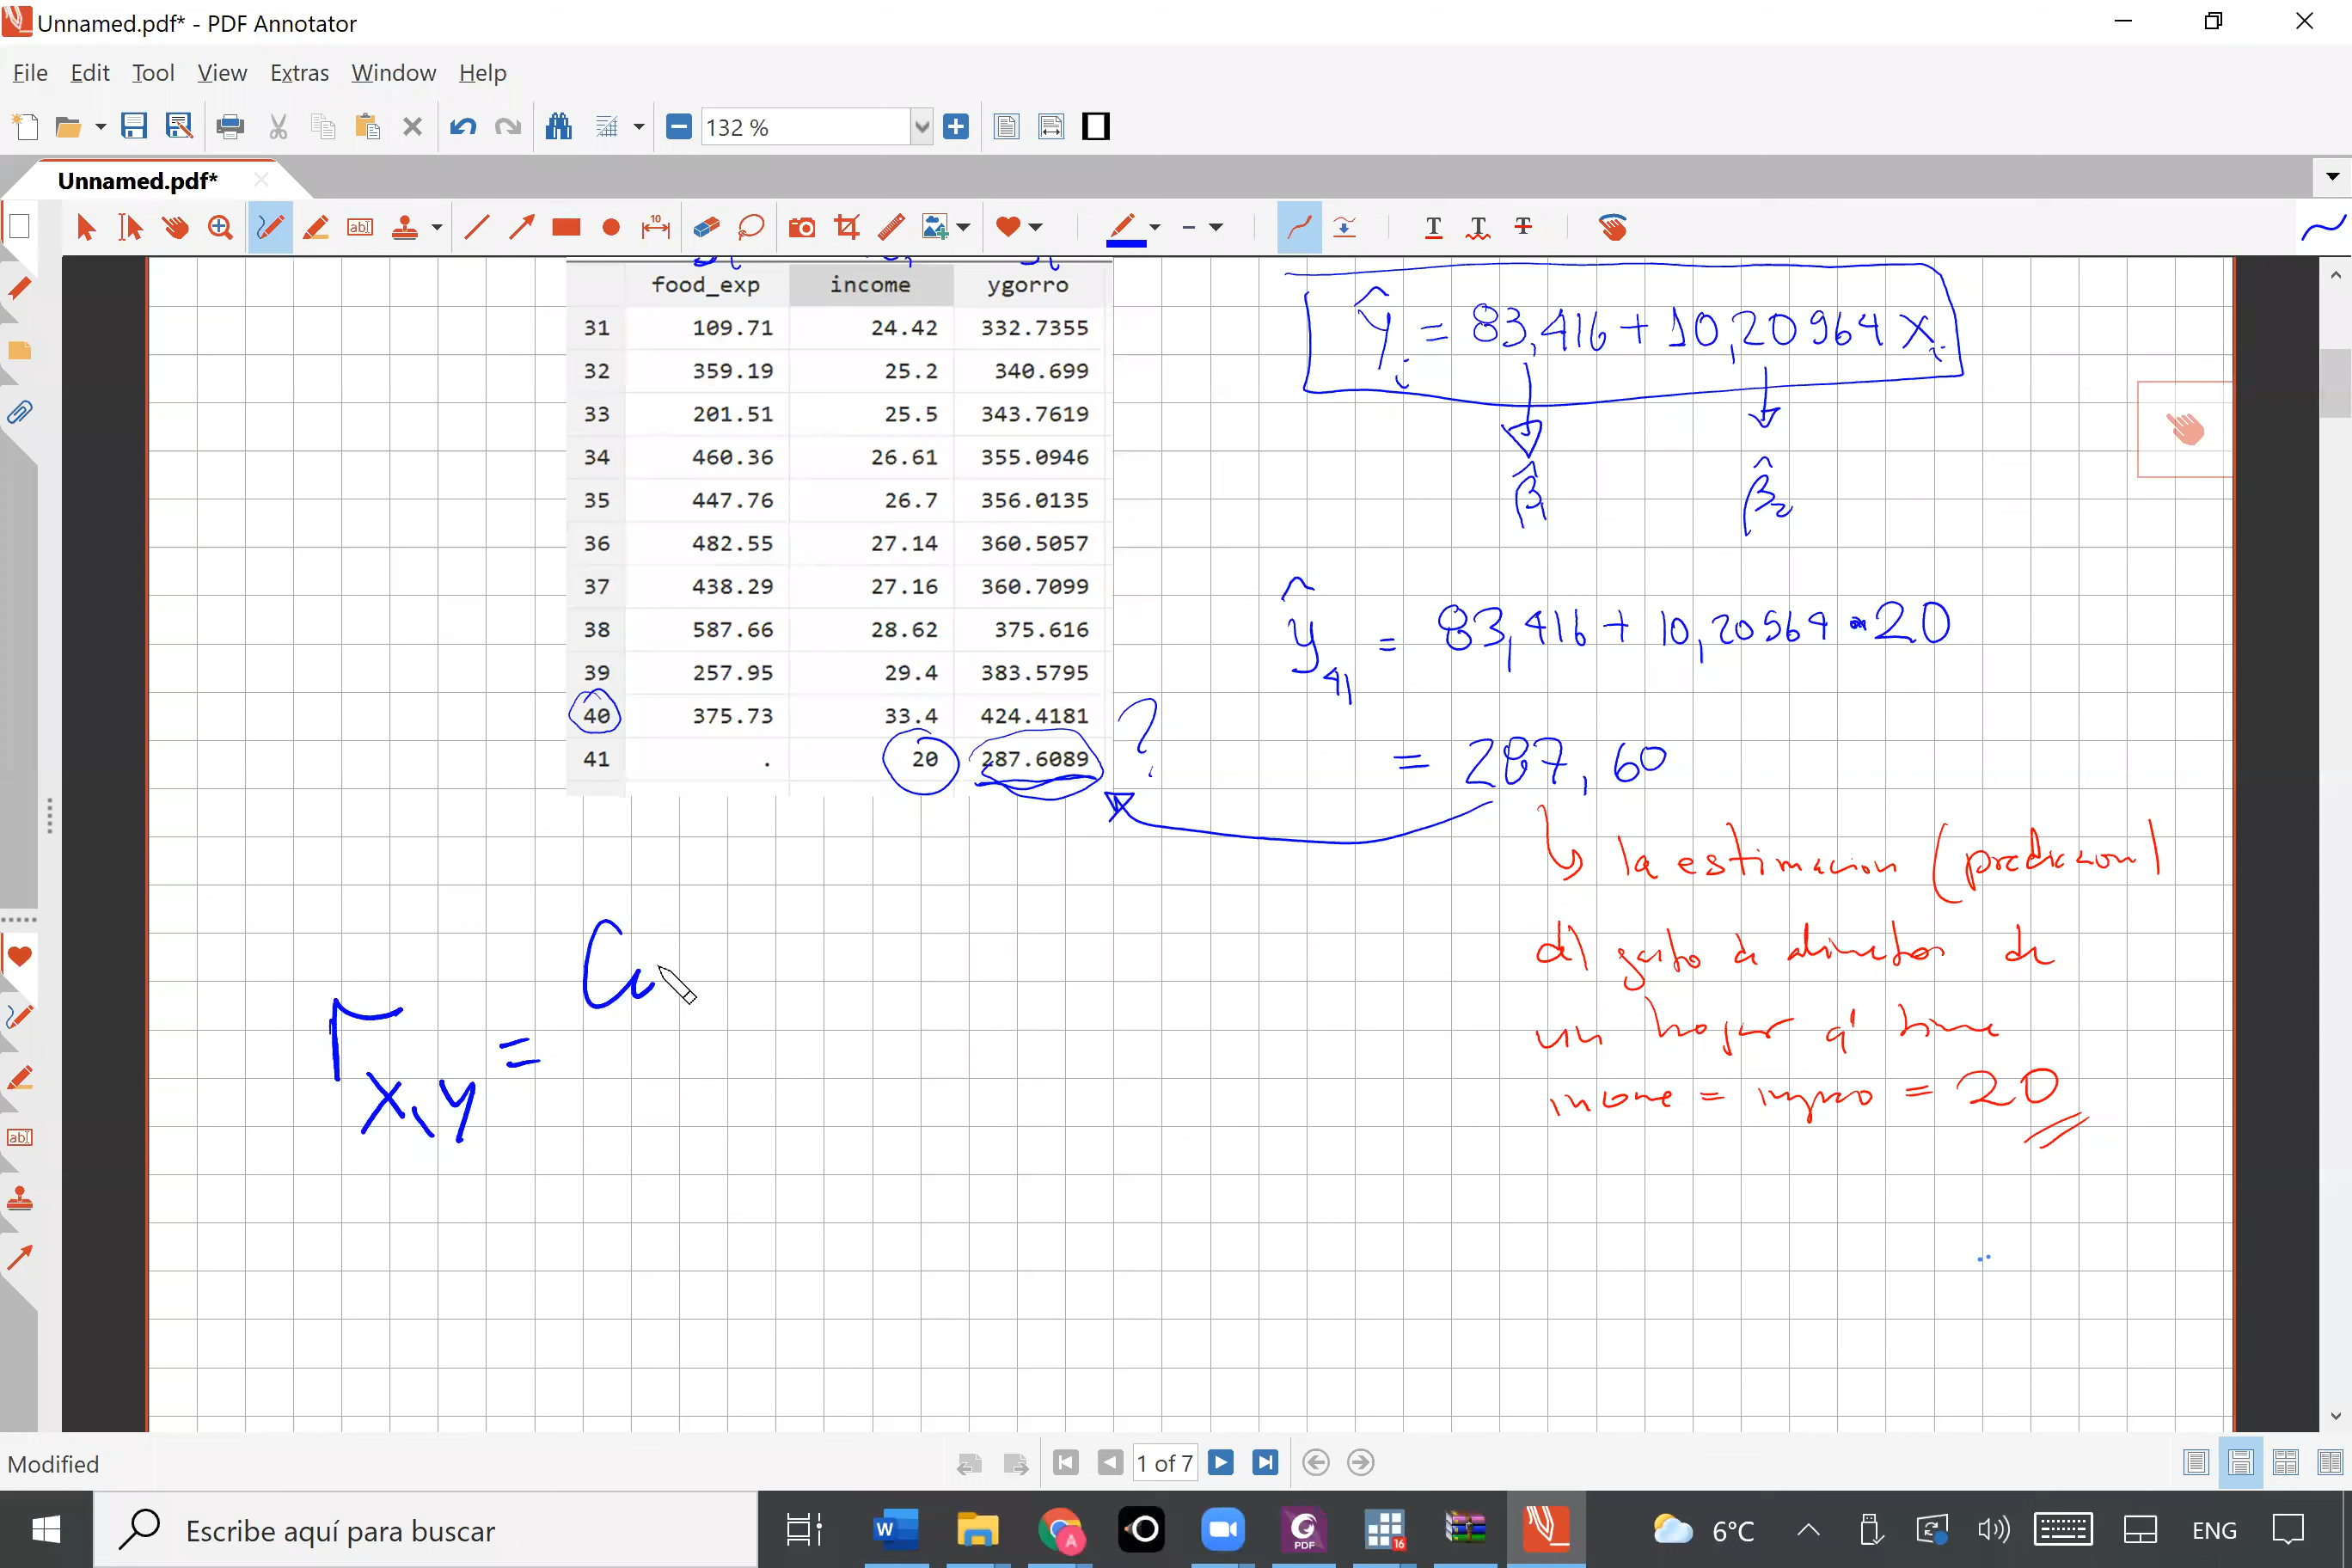 Unnamed.pdf* - PDF Annotator
File Edit Tool View Extras Window Help
132 %
Unnamed.pdf*
food_exp income ygorro
31 109.71 24.42 332.7355
32 359.19 25.2 340.699
33 201.51 25.5 343.7619
34 460.36 26.61 355.0946
35 447.76 26.7 356.0135
36 482.55 27.14 360.5057
37 438.29 27.16 360.7099
38 587.66 28.62 375.616
39 257.95 29.4 383.5795
40 375.73 33.4 424.4181 ?
41 . 20 287.6089
Ŷi = 83,416 + 10,20964 Xi
β̂1 β̂2
ŷ41 = 83,416 + 10,20964 * 20
= 287,60
la estimacion (prediccion)
dl gasto de alimentos de
un hogar q' tiene
income = ingreso = 20
r x,y =
Modified
1 of 7
Escribe aquí para buscar
6°C
ENG